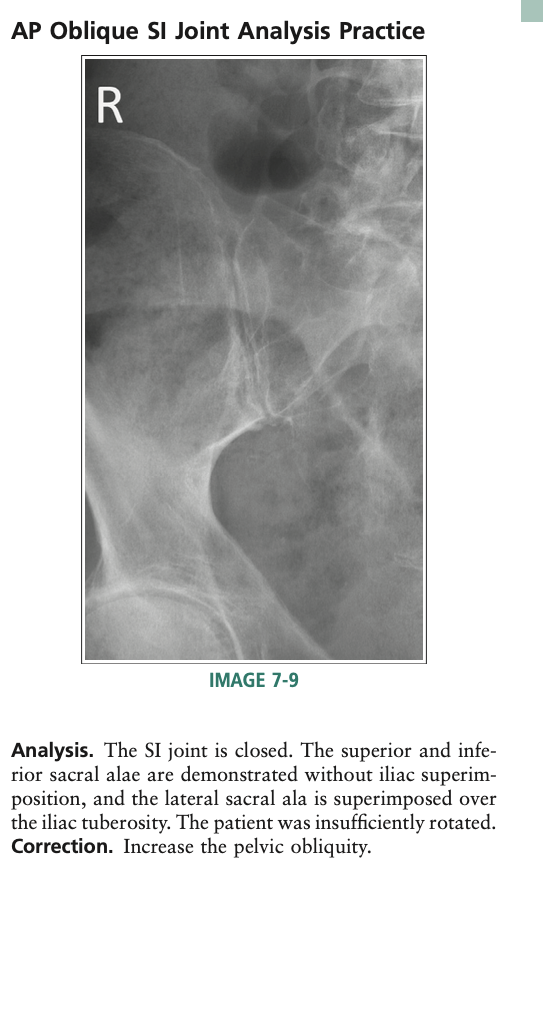 AP Oblique SI Joint Analysis Practice
R
IMAGE 7-9
Analysis. The SI joint is closed. The superior and infe-
rior sacral alae are demonstrated without iliac superim-
position, and the lateral sacral ala is superimposed over
the iliac tuberosity. The patient was insufficiently rotated.
Correction. Increase the pelvic obliquity.